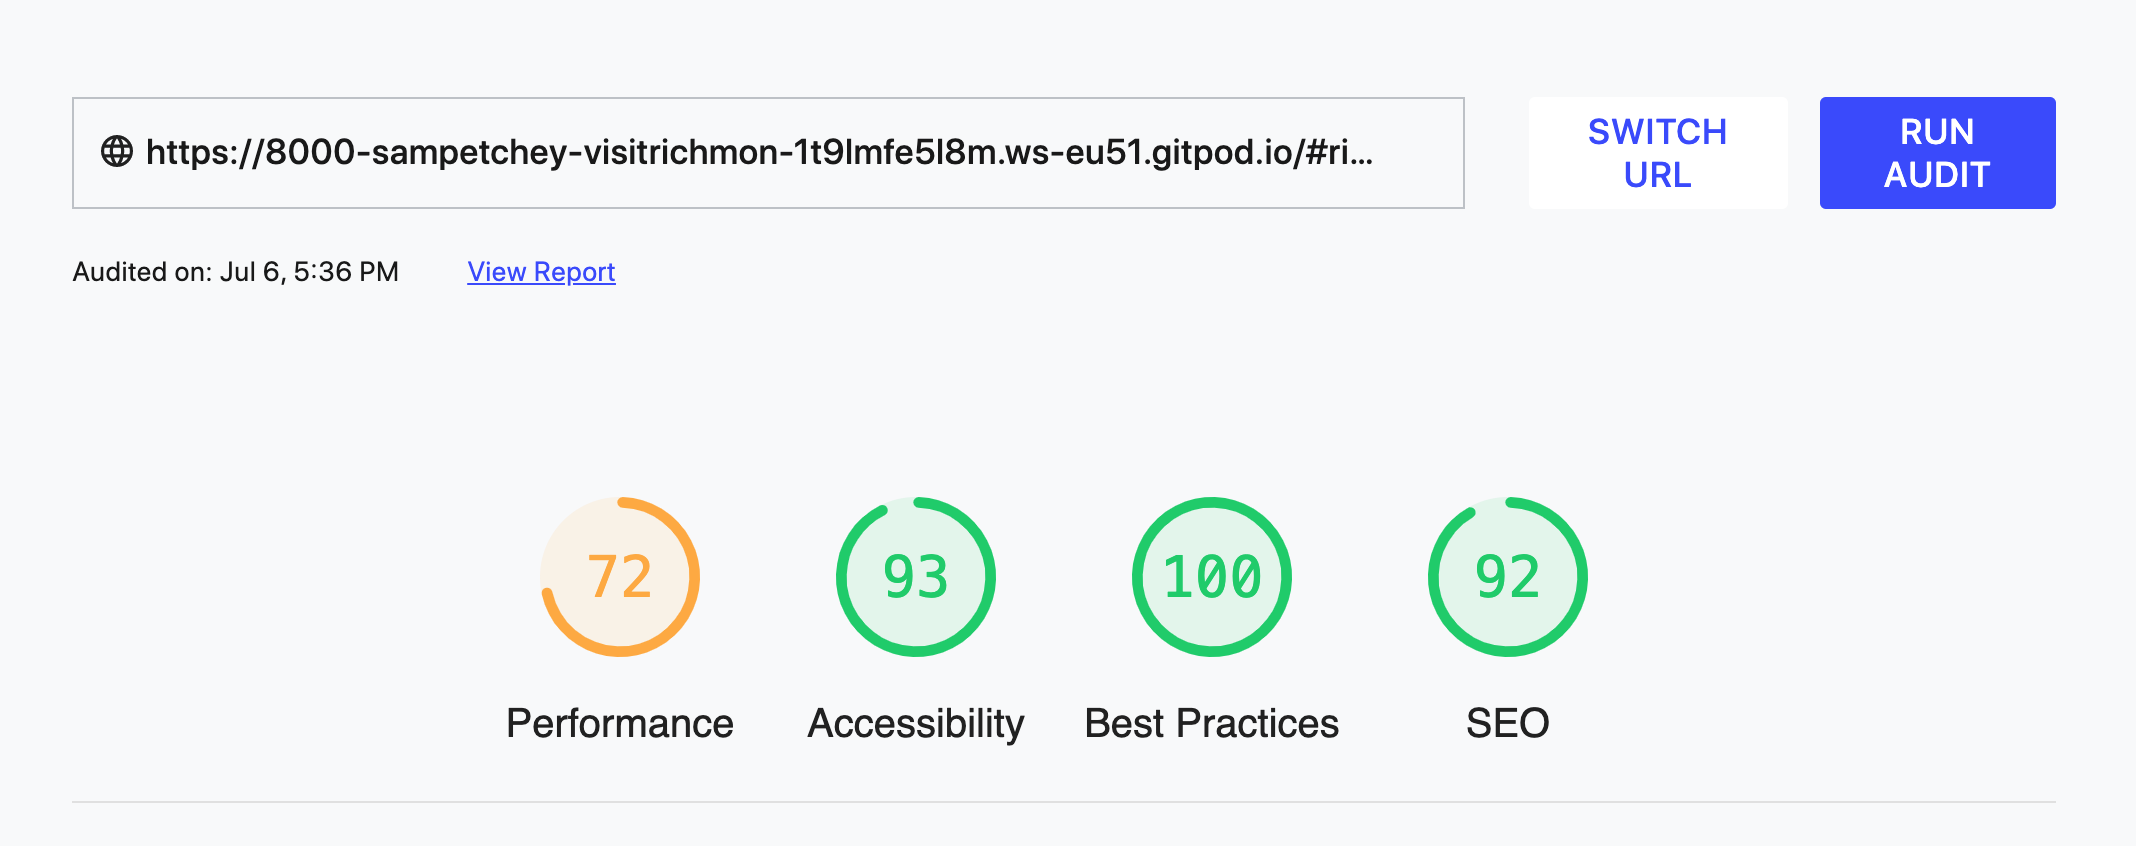 https://8000-sampetchey-visitrichmon-1t9lmfe5l8m.ws-eu51.gitpod.io/#ri...
SWITCH
URL
RUN
AUDIT
Audited on: Jul 6, 5:36 PM
View Report
72
93
100
92
Performance
Accessibility
Best Practices
SEO